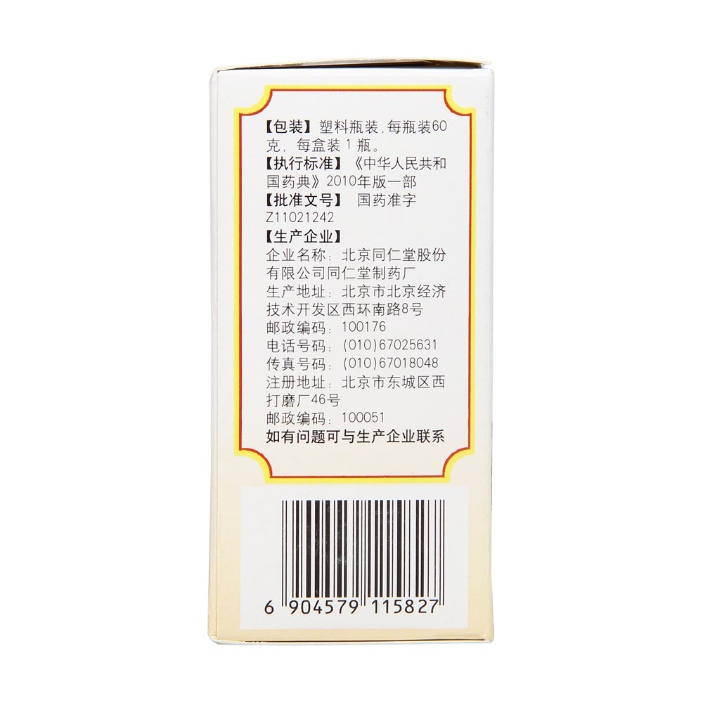 【包装】塑料瓶装,每瓶装60
克，每盒装1瓶。
【执行标准】《中华人民共和
国药典》2010年版一部
【批准文号】 国药准字
Z11021242
【生产企业】
企业名称：北京同仁堂股份
有限公司同仁堂制药厂
生产地址：北京市北京经济
技术开发区西环南路8号
邮政编码：100176
电话号码：(010)67025631
传真号码：(010)67018048
注册地址：北京市东城区西
打磨厂46号
邮政编码：100051
如有问题可与生产企业联系
6 904579 115827